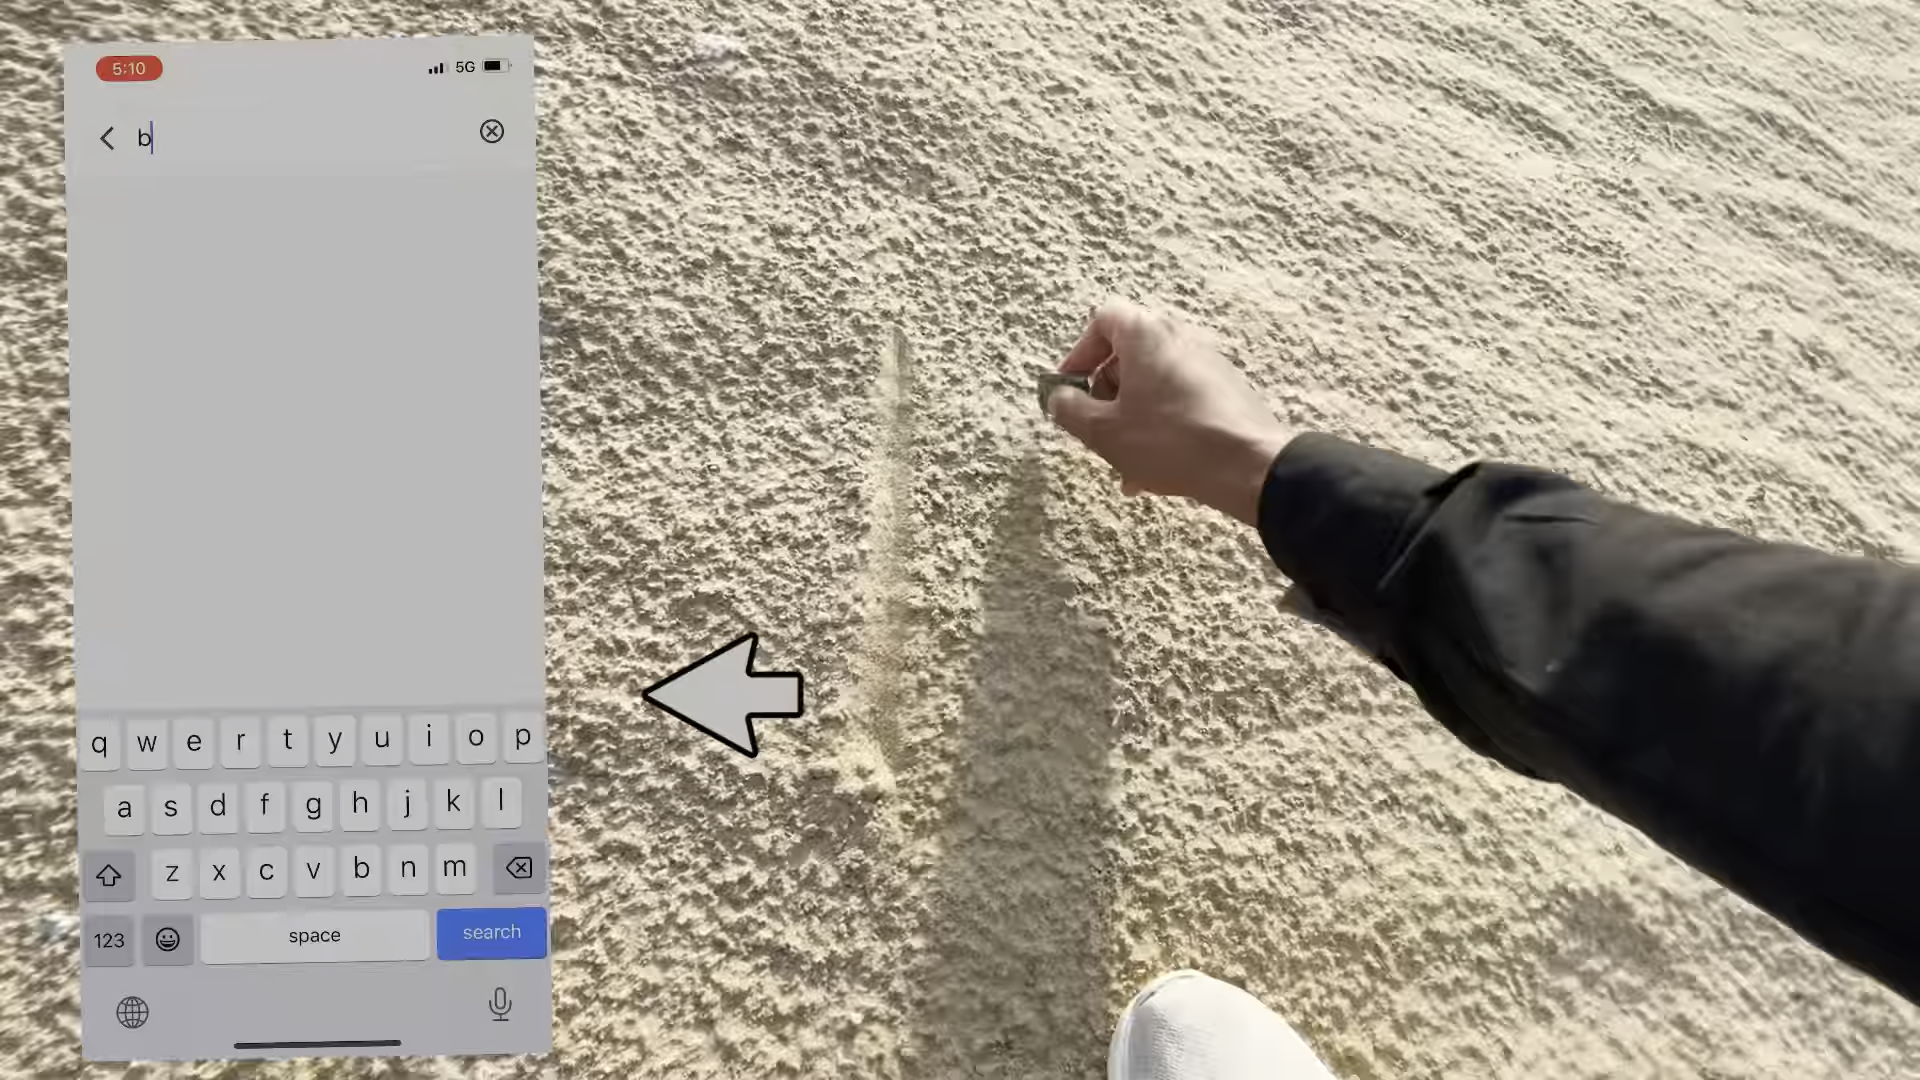 5:10
5G
b
q w e r t y u i o p
a s d f g h j k l
z x c v b n m
123 space search